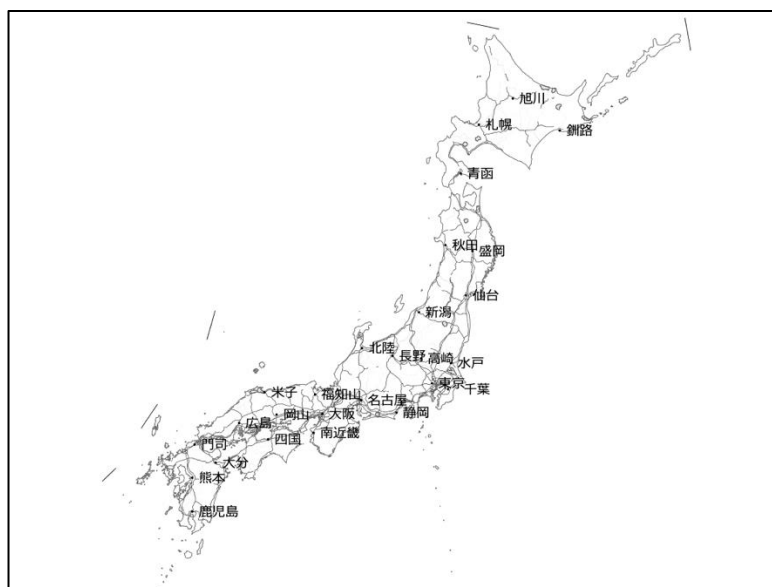 旭川
札幌
釧路
青函
秋田
盛岡
仙台
新潟
北陸
長野
高崎
水戸
東京
千葉
米子
福知山
名古屋
岡山
大阪
静岡
広島
南近畿
門司
四国
大分
熊本
鹿児島